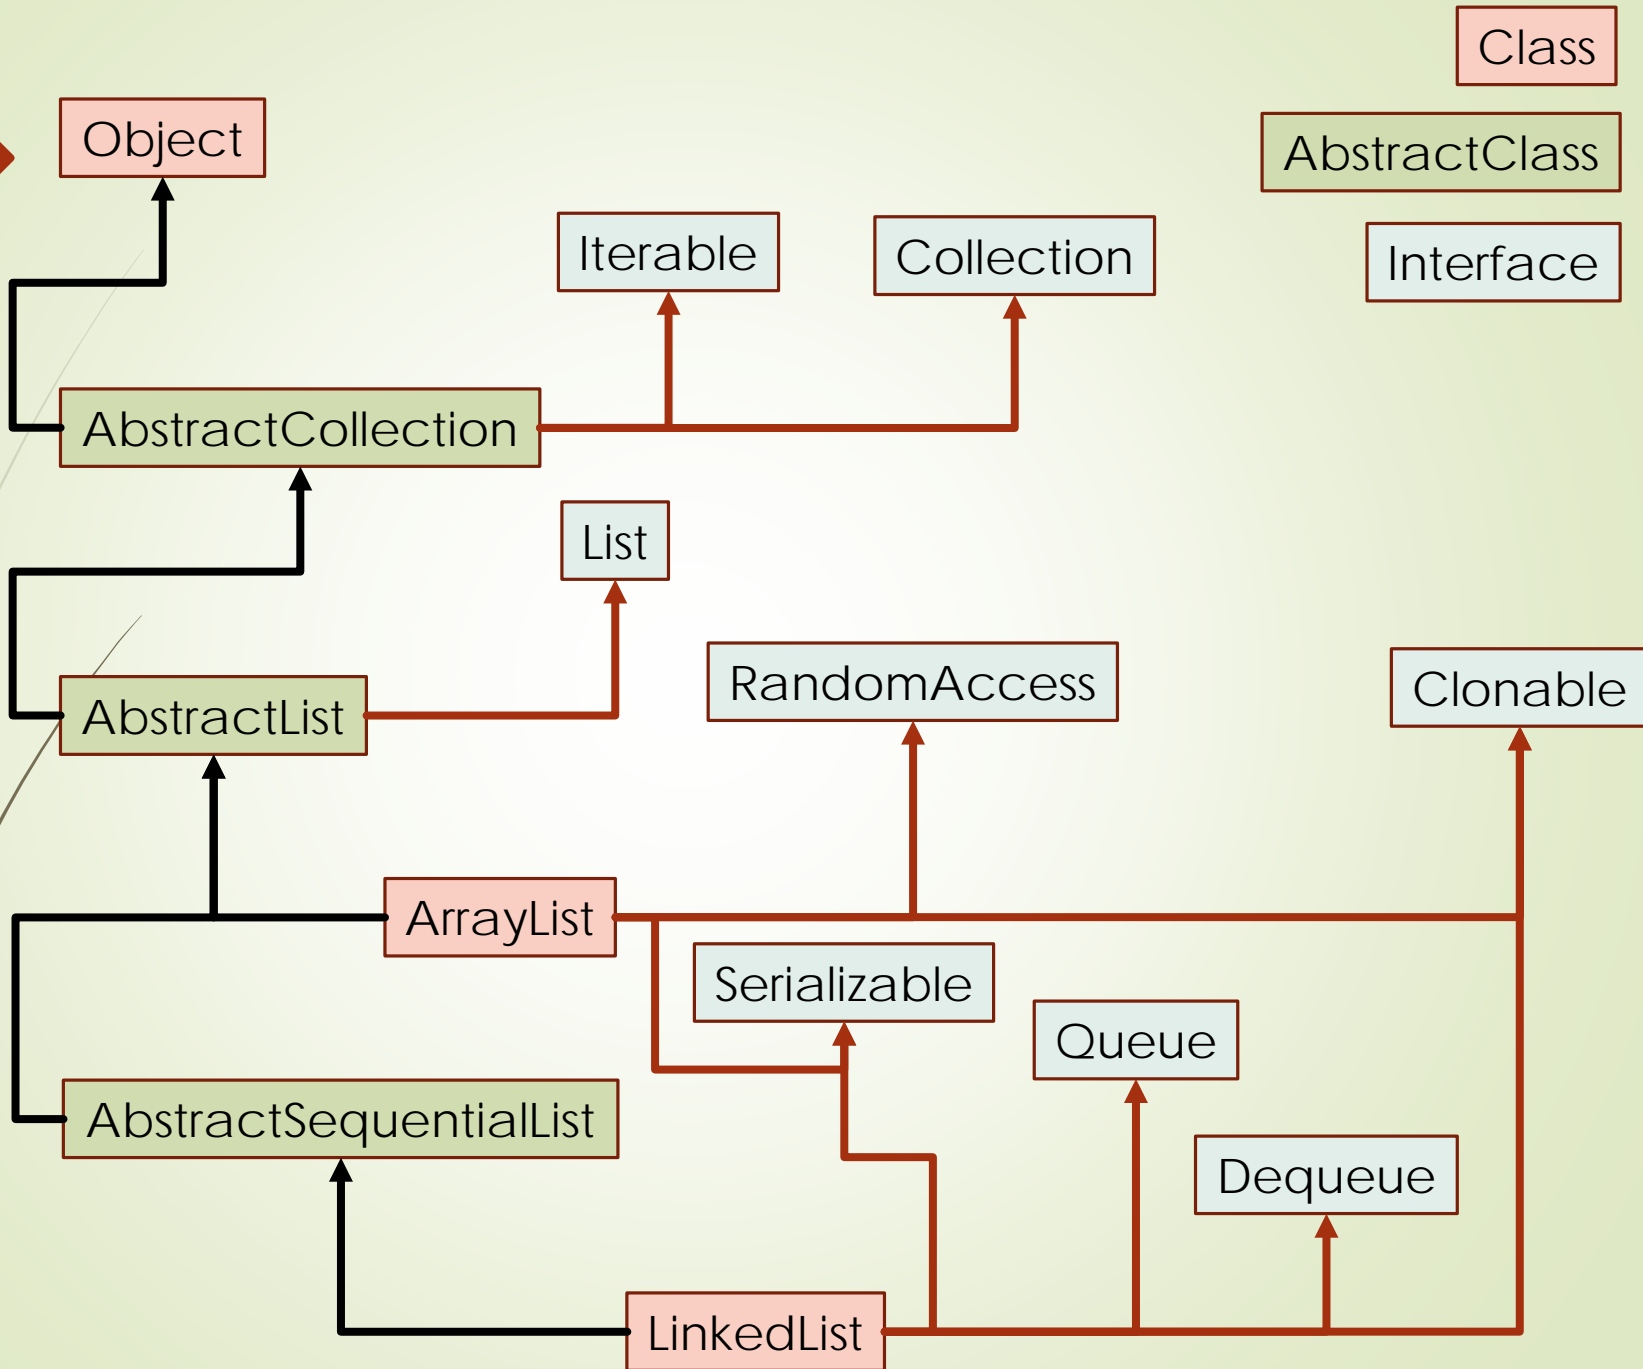 Class
Object
AbstractClass
Iterable
Collection
Interface
AbstractCollection
List
RandomAccess
Clonable
AbstractList
ArrayList
Serializable
Queue
AbstractSequentialList
Dequeue
LinkedList